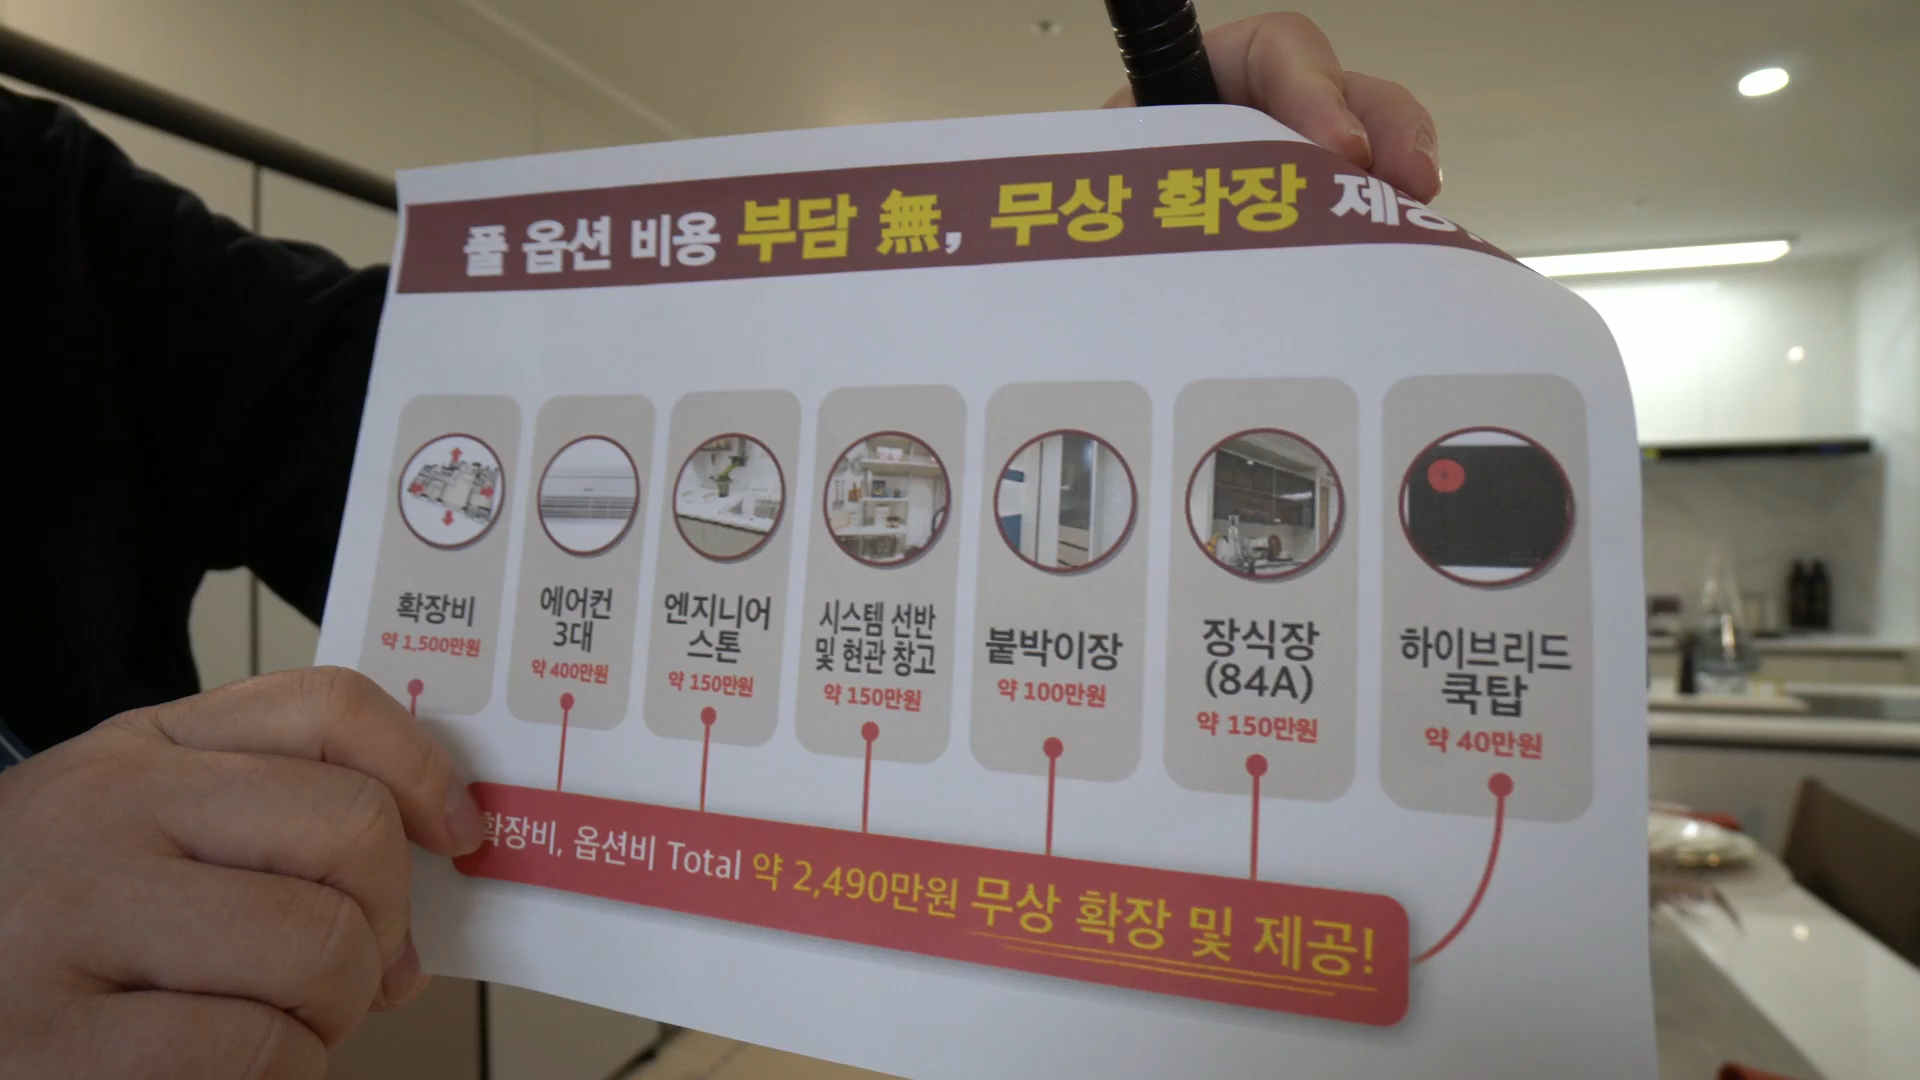 풀 옵션 비용 부담 無, 무상 확장 제공!
확장비
약 1,500만원
에어컨
3대
약 400만원
엔지니어
스톤
약 150만원
시스템 선반
및 현관 창고
약 150만원
붙박이장
약 100만원
장식장
(84A)
약 150만원
하이브리드
쿡탑
약 40만원
확장비, 옵션비 Total 약 2,490만원 무상 확장 및 제공!